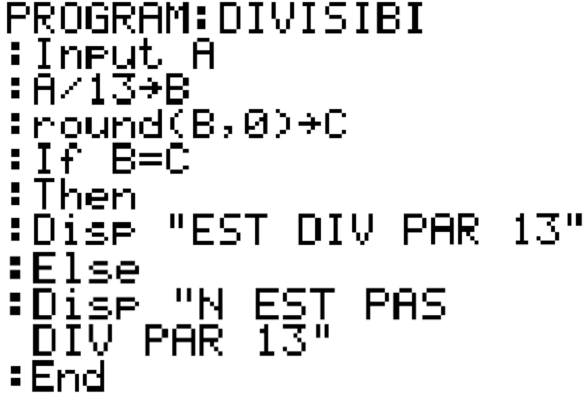 PROGRAM:DIVISIBI
:Input A
:A/13→B
:round(B,0)→C
:If B=C
:Then
:Disp "EST DIV PAR 13"
:Else
:Disp "N EST PAS
DIV PAR 13"
:End